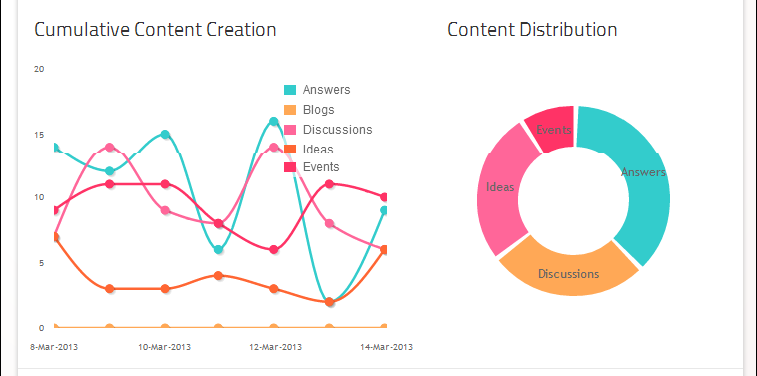 Cumulative Content Creation
20
15
10
5
0
8-Mar-2013
10-Mar-2013
12-Mar-2013
14-Mar-2013
Answers
Blogs
Discussions
Ideas
Events
Content Distribution
Events
Answers
Ideas
Discussions